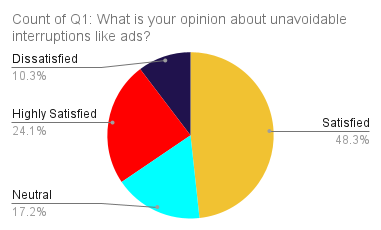 Count of Q1: What is your opinion about unavoidable
interruptions like ads?
Dissatisfied
10.3%
Highly Satisfied
24.1%
Satisfied
48.3%
Neutral
17.2%